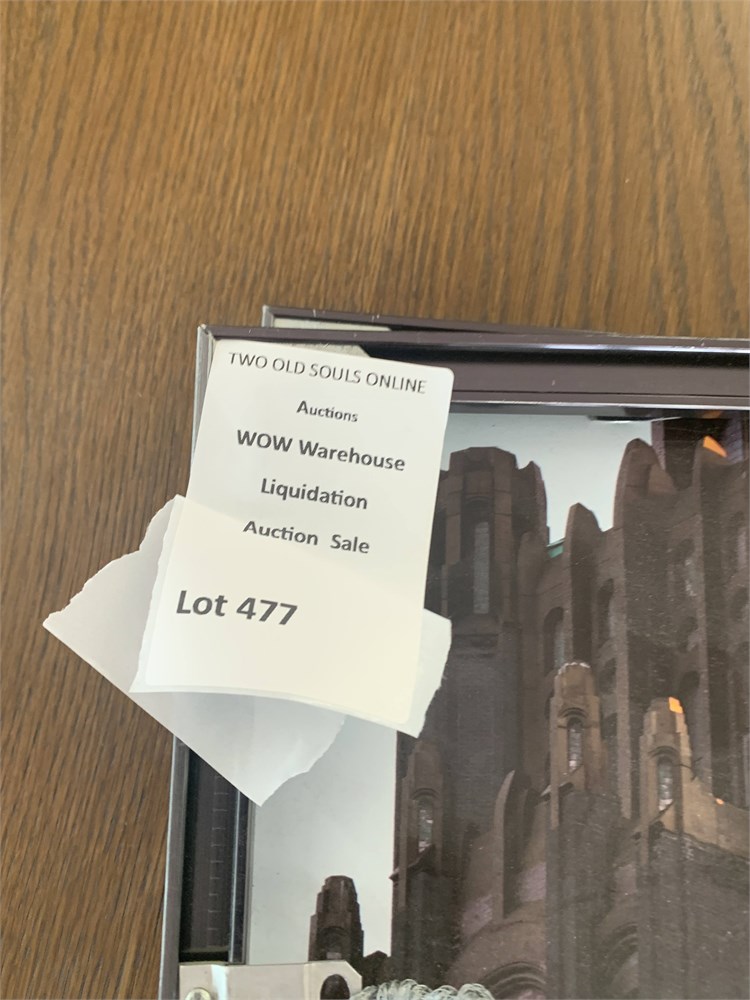 TWO OLD SOULS ONLINE
Auctions
WOW Warehouse
Liquidation
Auction Sale
Lot 477